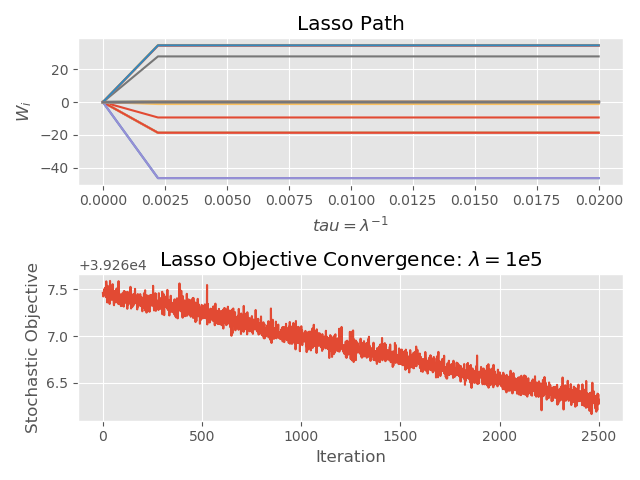 Lasso Path
20
0
−20
−40
W_i
0.0000 0.0025 0.0050 0.0075 0.0100 0.0125 0.0150 0.0175 0.0200
tau = λ⁻¹
+3.926e4
Lasso Objective Convergence: λ = 1e5
7.5
7.0
6.5
Stochastic Objective
0 500 1000 1500 2000 2500
Iteration